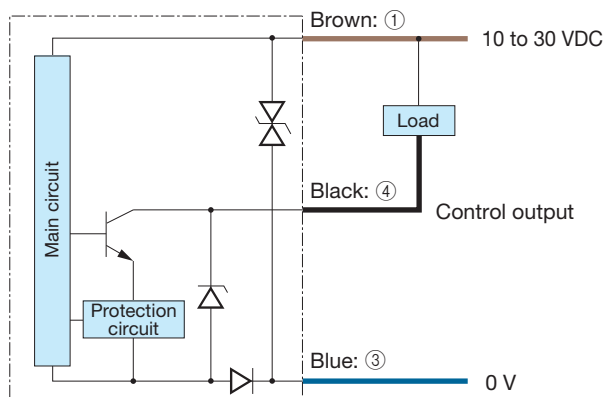 Brown: ①
10 to 30 VDC
Load
Main circuit
Black: ④
Control output
Protection
circuit
Blue: ③
0 V